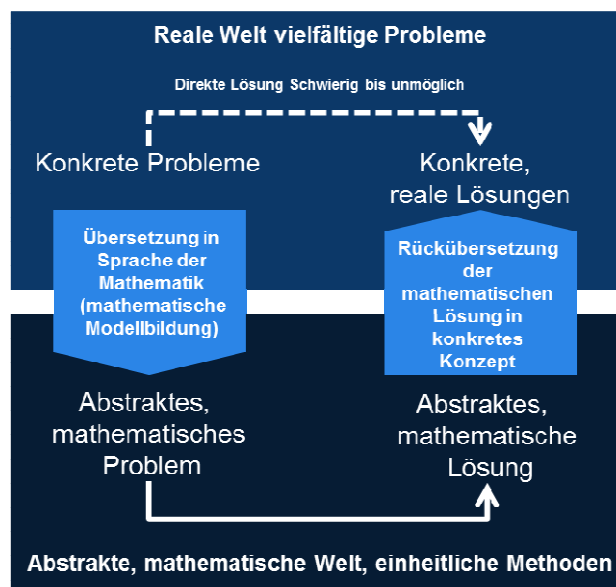 Reale Welt vielfältige Probleme
Direkte Lösung Schwierig bis unmöglich
Konkrete Probleme
Konkrete,
reale Lösungen
Übersetzung in
Sprache der
Mathematik
(mathematische
Modellbildung)
Rückübersetzung
der
mathematischen
Lösung in
konkretes
Konzept
Abstraktes,
mathematisches
Problem
Abstraktes,
mathematische
Lösung
Abstrakte, mathematische Welt, einheitliche Methoden